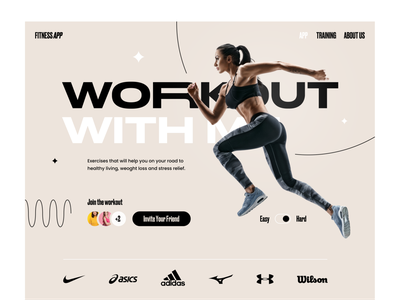 FITNESS.APP
APP TRAINING ABOUT US
WORKOUT
WITH M
Exercises that will help you on your road to
healthy living, weight loss and stress relief.
Join the workout
Invite Your Friend
Easy Hard
asics
adidas
Wilson